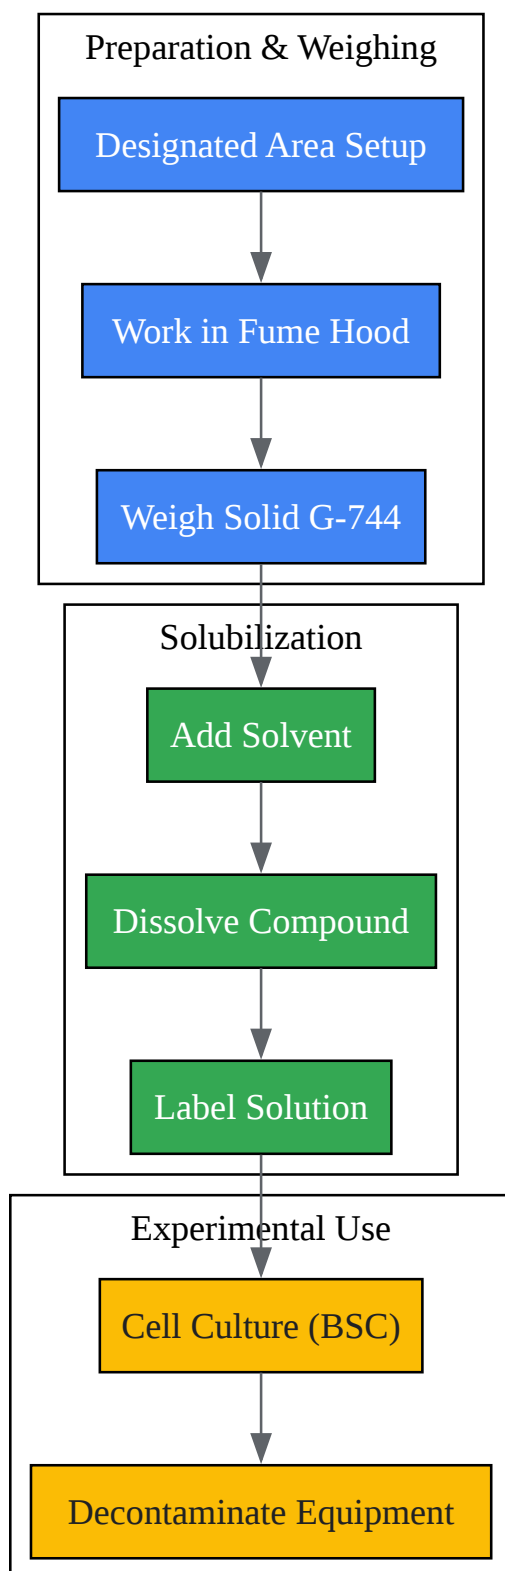 Preparation & Weighing
Designated Area Setup
Work in Fume Hood
Weigh Solid G-744
Solubilization
Add Solvent
Dissolve Compound
Label Solution
Experimental Use
Cell Culture (BSC)
Decontaminate Equipment